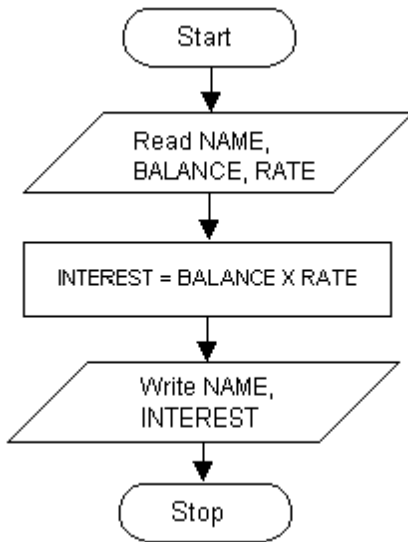 Start
Read NAME,
BALANCE, RATE
INTEREST = BALANCE X RATE
Write NAME,
INTEREST
Stop